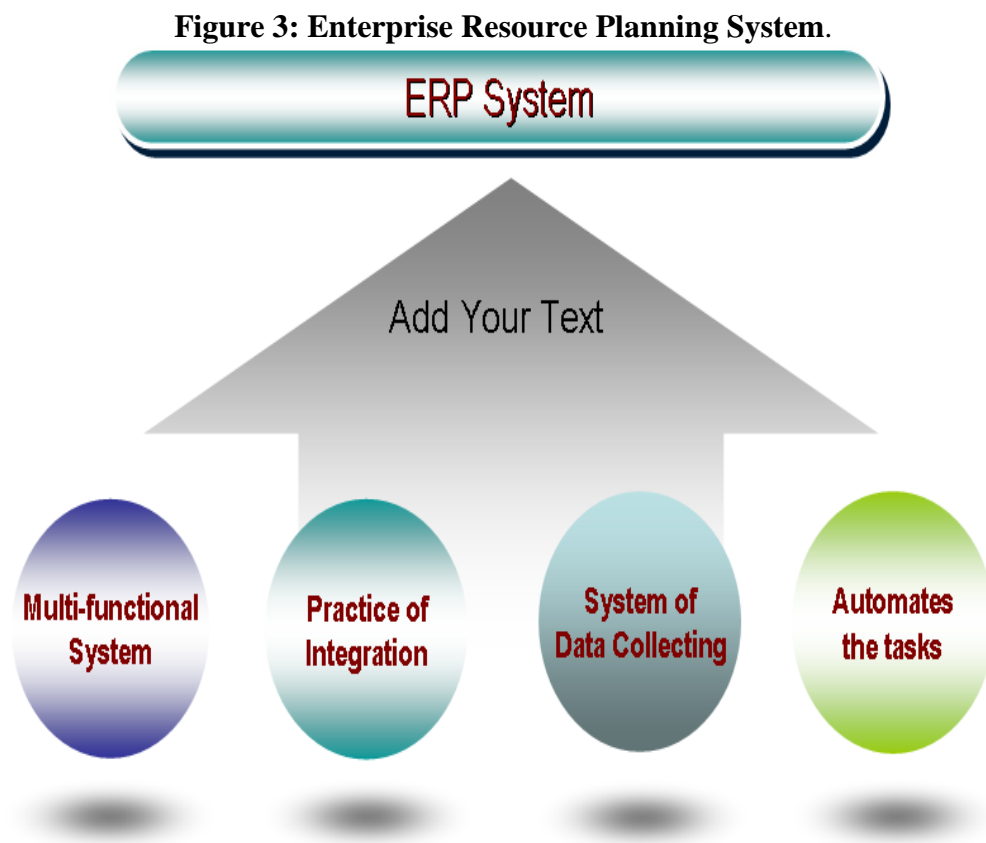 Figure 3: Enterprise Resource Planning System.
ERP System
Add Your Text
Multi-functional
System
Practice of
Integration
System of
Data Collecting
Automates
the tasks